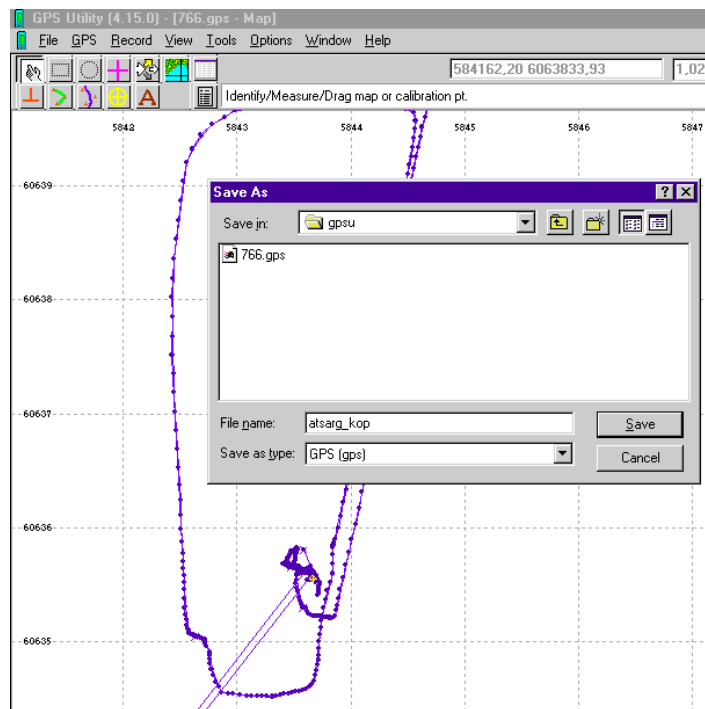 GPS Utility (4.15.0) - [766.gps - Map]
File GPS Record View Tools Options Window Help
584162,20 6063833,93 1,02
A Identify/Measure/Drag map or calibration pt.
5842 5843 5844 5845 5846 5847
60639
Save As
Save in: gpsu
766.gps
60638
60637
File name: atsarg_kop Save
Save as type: GPS (gps) Cancel
60636
60635